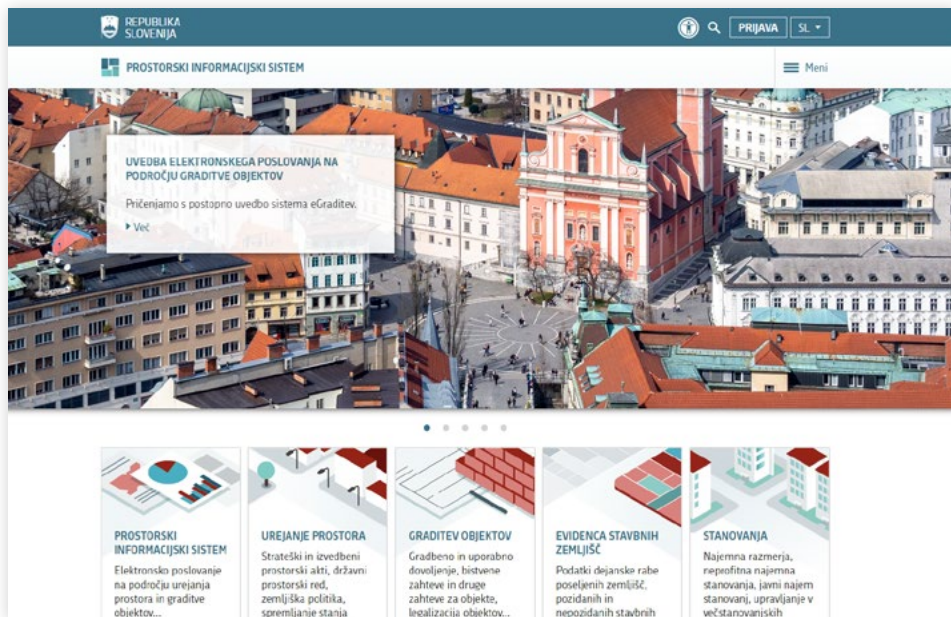 REPUBLIKA
SLOVENIJA
PRIJAVA
SL
PROSTORSKI INFORMACIJSKI SISTEM
Meni
UVEDBA ELEKTRONSKEGA POSLOVANJA NA
PODROČJU GRADITVE OBJEKTOV
Pričenjamo s postopno uvedbo sistema eGraditev.
Več
PROSTORSKI
INFORMACIJSKI SISTEM
Elektronsko poslovanje
na področju urejanja
prostora in graditve
objektov...
UREJANJE PROSTORA
Strateški in izvedbeni
prostorski akti, državni
prostorski red,
zemljiška politika,
spremljanje stanja
GRADITEV OBJEKTOV
Gradbeno in uporabno
dovoljenje, bistvene
zahteve in druge
zahteve za objekte,
legalizacija objektov...
EVIDENCA STAVBNIH
ZEMLJIŠČ
Podatki dejanske rabe
poseljenih zemljišč,
pozidanih in
nepozidanih stavbnih
STANOVANJA
Najemna razmerja,
neprofitna najemna
stanovanja, javni najem
stanovanj, upravljanje v
večstanovanjskih